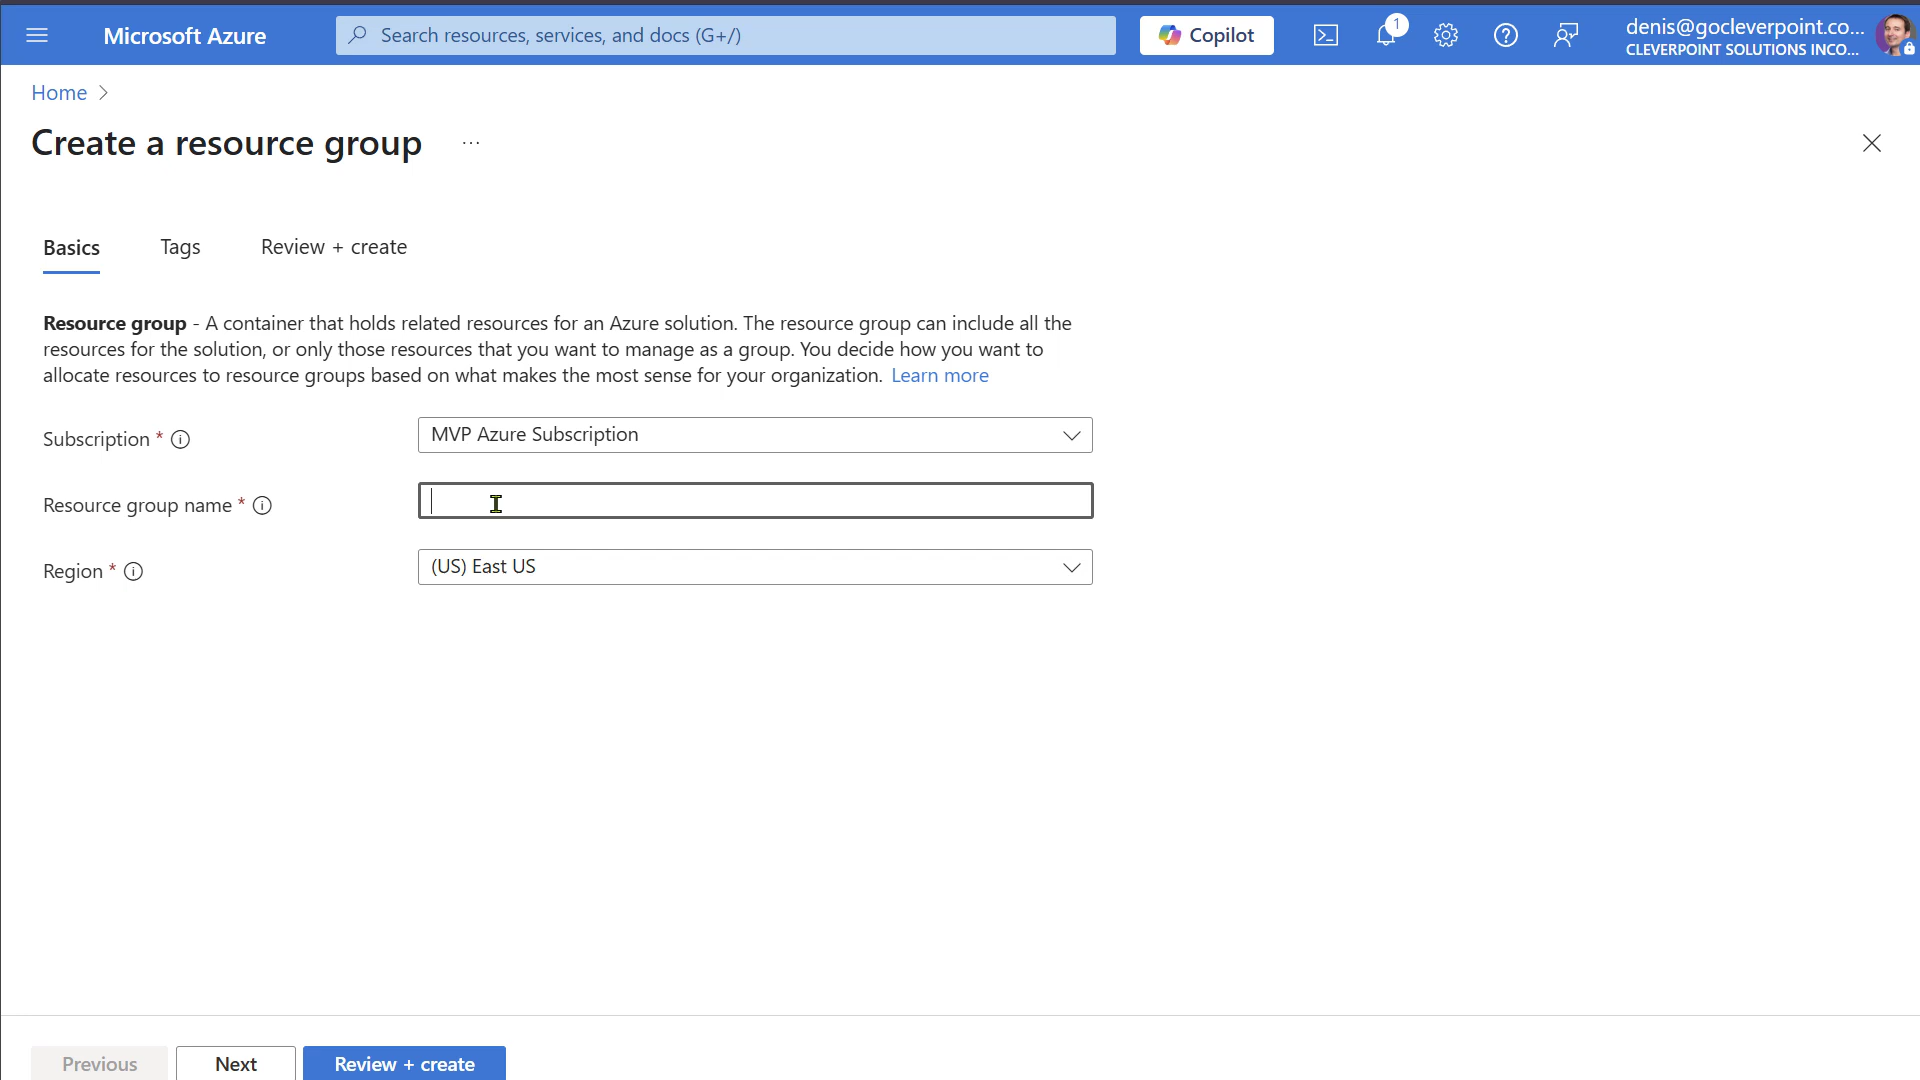 Microsoft Azure
Search resources, services, and docs (G+/)
Copilot
1
denis@gocleverpoint.co...
CLEVERPOINT SOLUTIONS INCO...
Home
Create a resource group
...
Basics
Tags
Review + create
Resource group - A container that holds related resources for an Azure solution. The resource group can include all the
resources for the solution, or only those resources that you want to manage as a group. You decide how you want to
allocate resources to resource groups based on what makes the most sense for your organization. Learn more
Subscription *
MVP Azure Subscription
Resource group name *
Region *
(US) East US
Previous
Next
Review + create